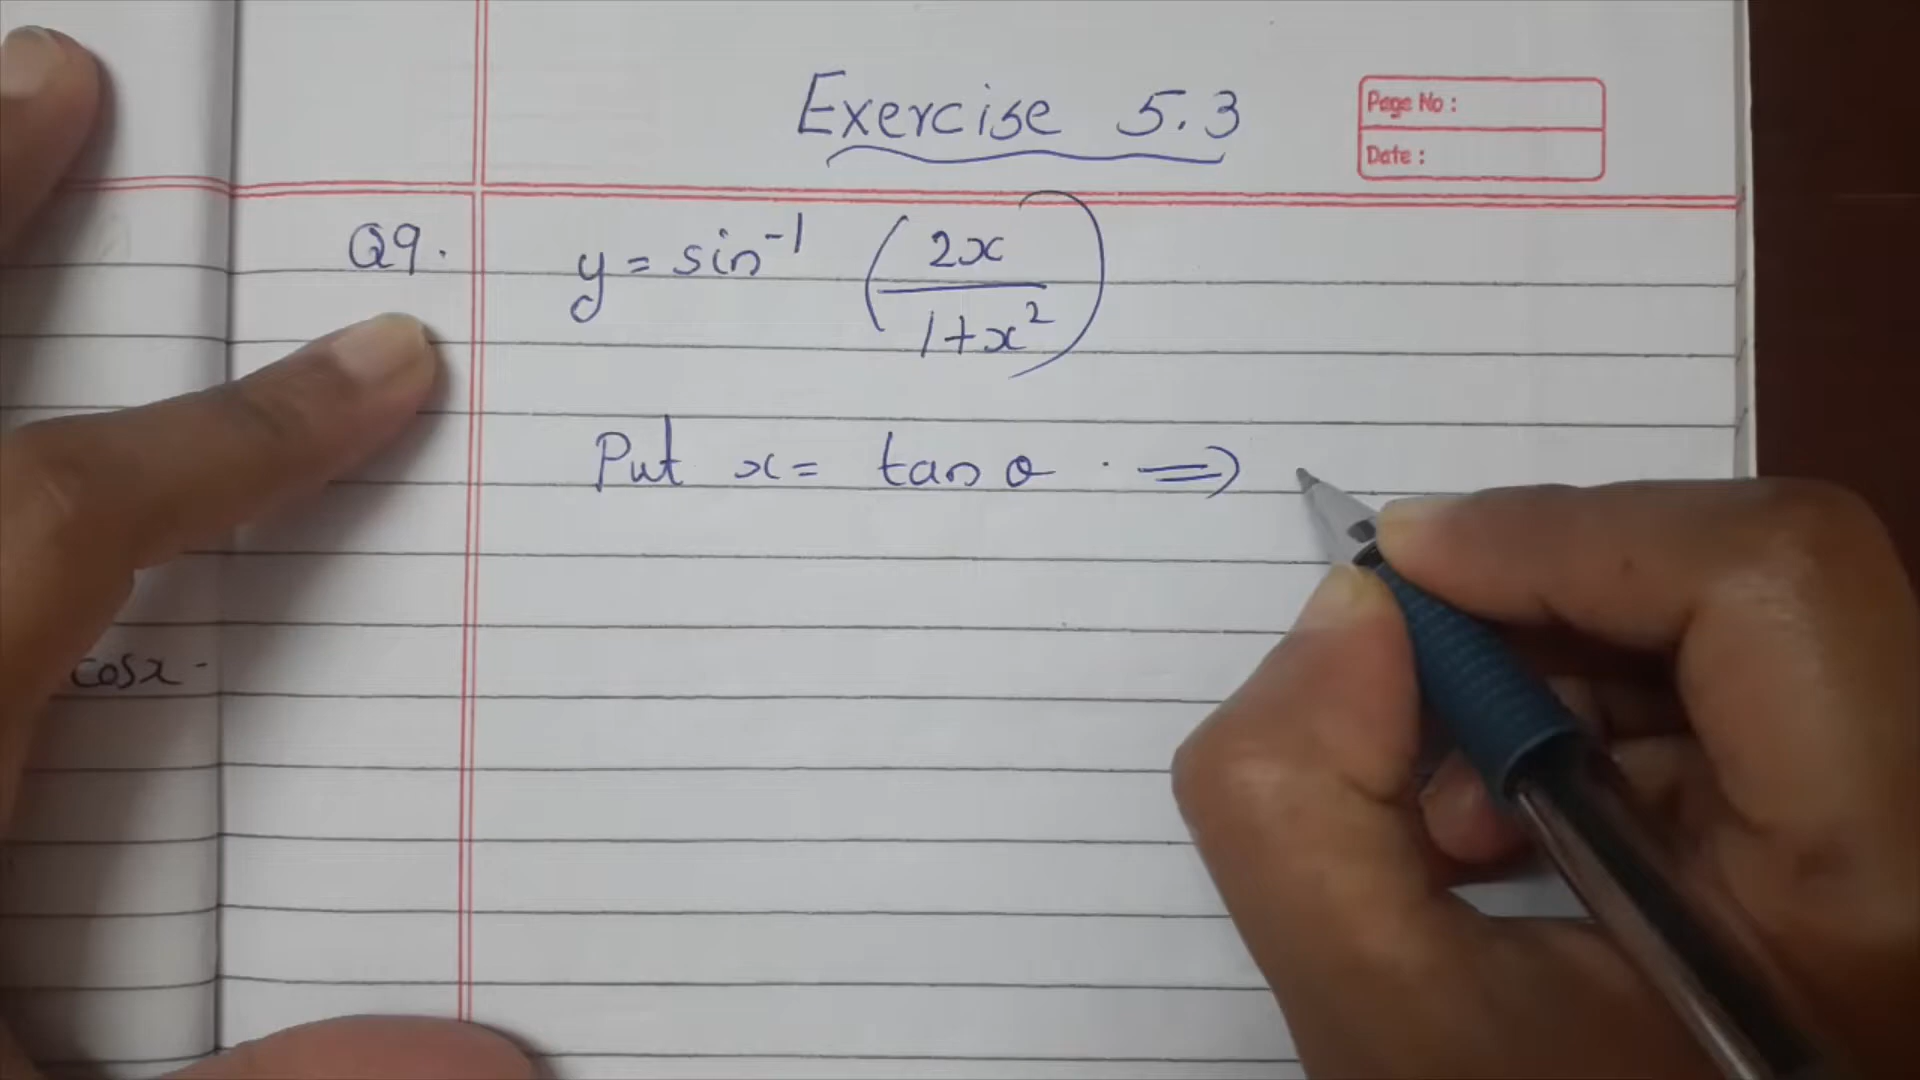 Exercise 5.3
Page No :
Date :
Q9. y = sin⁻¹ (2x / 1+x²)
Put x = tan θ . ⇒
cosx -